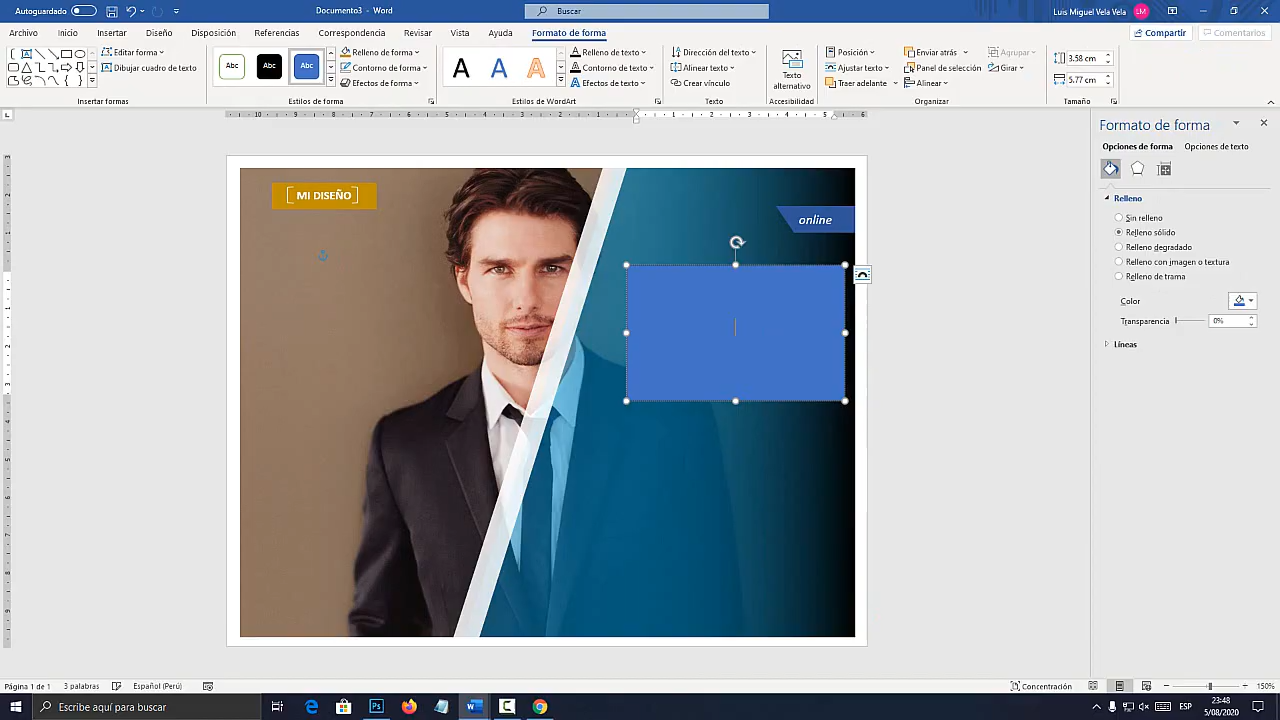 Autoguardado
Documento3 - Word
Buscar
Luis Miguel Vela Vela
LM
Archivo Inicio Insertar Diseño Disposición Referencias Correspondencia Revisar Vista Ayuda Formato de forma
Compartir
Comentarios
Editar forma
Dibujar cuadro de texto
Insertar formas
Abc Abc Abc
Relleno de forma
Contorno de forma
Efectos de forma
Estilos de forma
A A A
Relleno de texto
Contorno de texto
Efectos de texto
Estilos de WordArt
Dirección del texto
Alinear texto
Crear vínculo
Texto
Texto
alternativo
Accesibilidad
Posición
Ajustar texto
Traer adelante
Enviar atrás
Panel de selección
Alinear
Agrupar
Girar
Organizar
3.58 cm
5.77 cm
Tamaño
MI DISEÑO
online
Formato de forma
Opciones de forma Opciones de texto
Relleno
Sin relleno
Relleno sólido
Relleno degradado
Relleno con imagen o textura
Relleno de trama
Color
Transparencia 0%
Líneas
Página 1 de 1 3 palabras Español (Perú)
Concentración
150%
Escribe aquí para buscar
ESP
23:48
5/08/2020